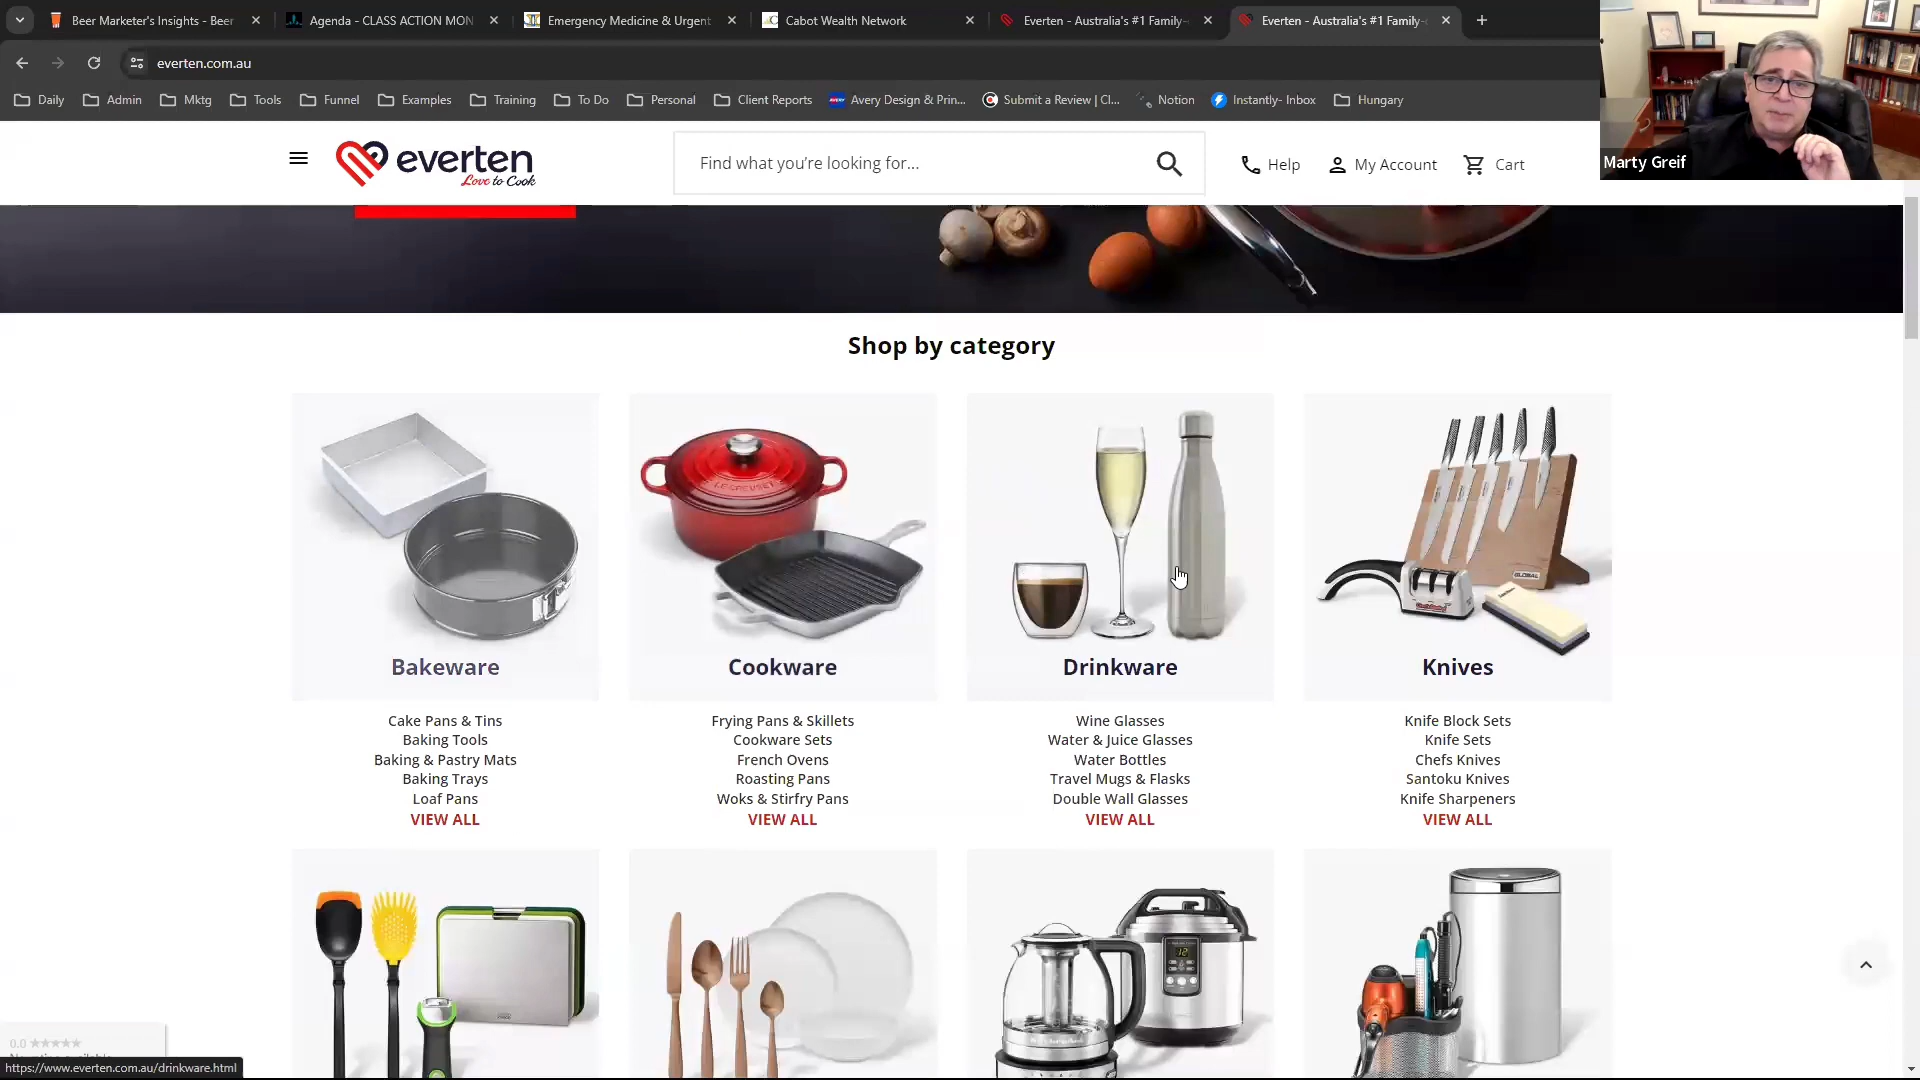 Beer Marketer's Insights - Beer
Agenda - CLASS ACTION MON
Emergency Medicine & Urgent
Cabot Wealth Network
Everten - Australia's #1 Family-
Everten - Australia's #1 Family-
everten.com.au
Daily
Admin
Mktg
Tools
Funnel
Examples
Training
To Do
Personal
Client Reports
Avery Design & Prin...
Submit a Review | Cl...
Notion
Instantly- Inbox
Hungary
everten
Love to Cook
Find what you're looking for...
Help
My Account
Cart
Marty Greif
Shop by category
LE CREUSET
GLOBAL
Bakeware
Cookware
Drinkware
Knives
Cake Pans & Tins
Baking Tools
Baking & Pastry Mats
Baking Trays
Loaf Pans
VIEW ALL
Frying Pans & Skillets
Cookware Sets
French Ovens
Roasting Pans
Woks & Stirfry Pans
VIEW ALL
Wine Glasses
Water & Juice Glasses
Water Bottles
Travel Mugs & Flasks
Double Wall Glasses
VIEW ALL
Knife Block Sets
Knife Sets
Chefs Knives
Santoku Knives
Knife Sharpeners
VIEW ALL
0.0 ★★★★★
https://www.everten.com.au/drinkware.html